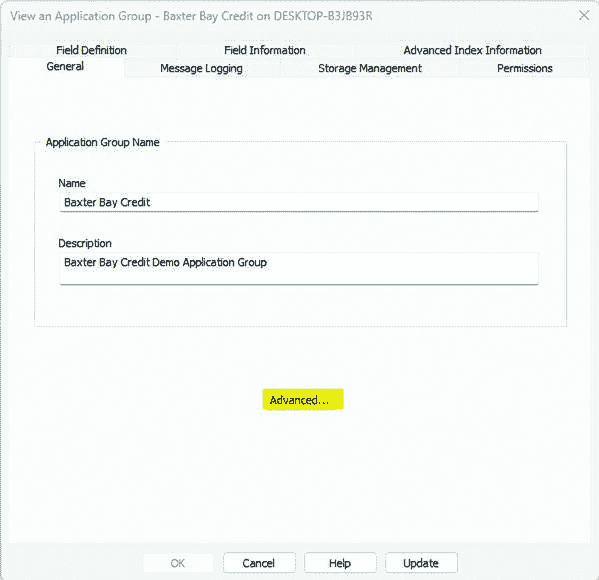 View an Application Group - Baxter Bay Credit on DESKTOP-B3JB93R
Field Definition Field Information Advanced Index Information
General Message Logging Storage Management Permissions
Application Group Name
Name
Baxter Bay Credit
Description
Baxter Bay Credit Demo Application Group
Advanced...
OK Cancel Help Update